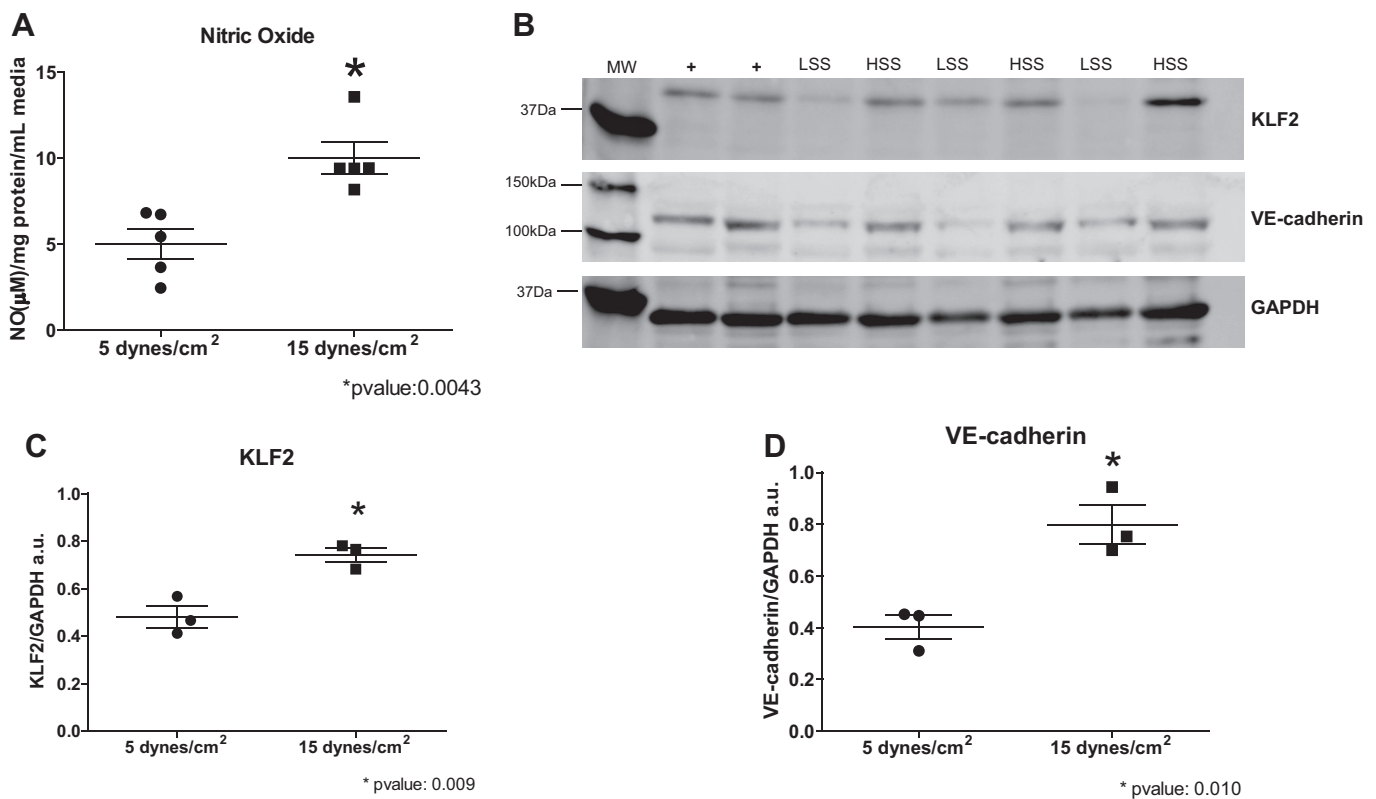 A
Nitric Oxide
*
15
10
5
0
NO(μM)/mg protein/mL media
5 dynes/cm2
15 dynes/cm2
*pvalue:0.0043
B
MW + + LSS HSS LSS HSS LSS HSS
37Da
KLF2
150kDa
100kDa
VE-cadherin
37Da
GAPDH
C
KLF2
*
1.0
0.8
0.6
0.4
0.2
0.0
KLF2/GAPDH a.u.
5 dynes/cm2
15 dynes/cm2
* pvalue: 0.009
D
VE-cadherin
*
1.0
0.8
0.6
0.4
0.2
0.0
VE-cadherin/GAPDH a.u.
5 dynes/cm2
15 dynes/cm2
* pvalue: 0.010